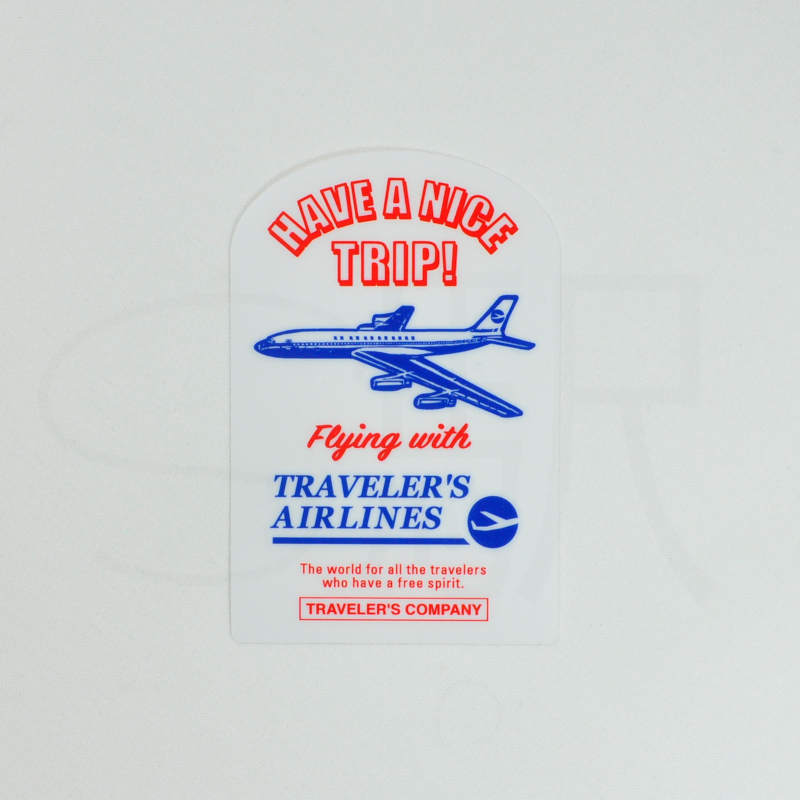 HAVE A NICE
TRIP!
Flying with
TRAVELER'S
AIRLINES
The world for all the travelers
who have a free spirit.
TRAVELER'S COMPANY